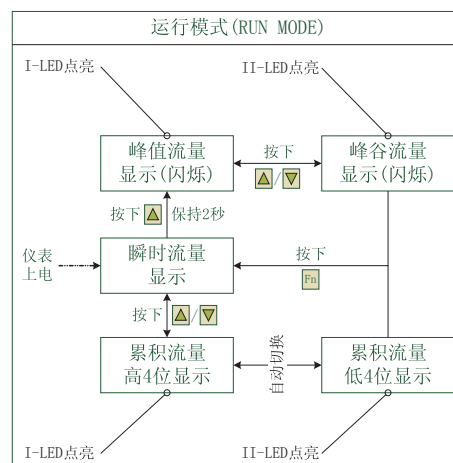 运行模式(RUN MODE)
I-LED点亮
II-LED点亮
峰值流量
显示(闪烁)
按下
/
峰谷流量
显示(闪烁)
按下
保持2秒
仪表
上电
瞬时流量
显示
按下
Fn
按下
/
累积流量
高4位显示
自动切换
累积流量
低4位显示
I-LED点亮
II-LED点亮